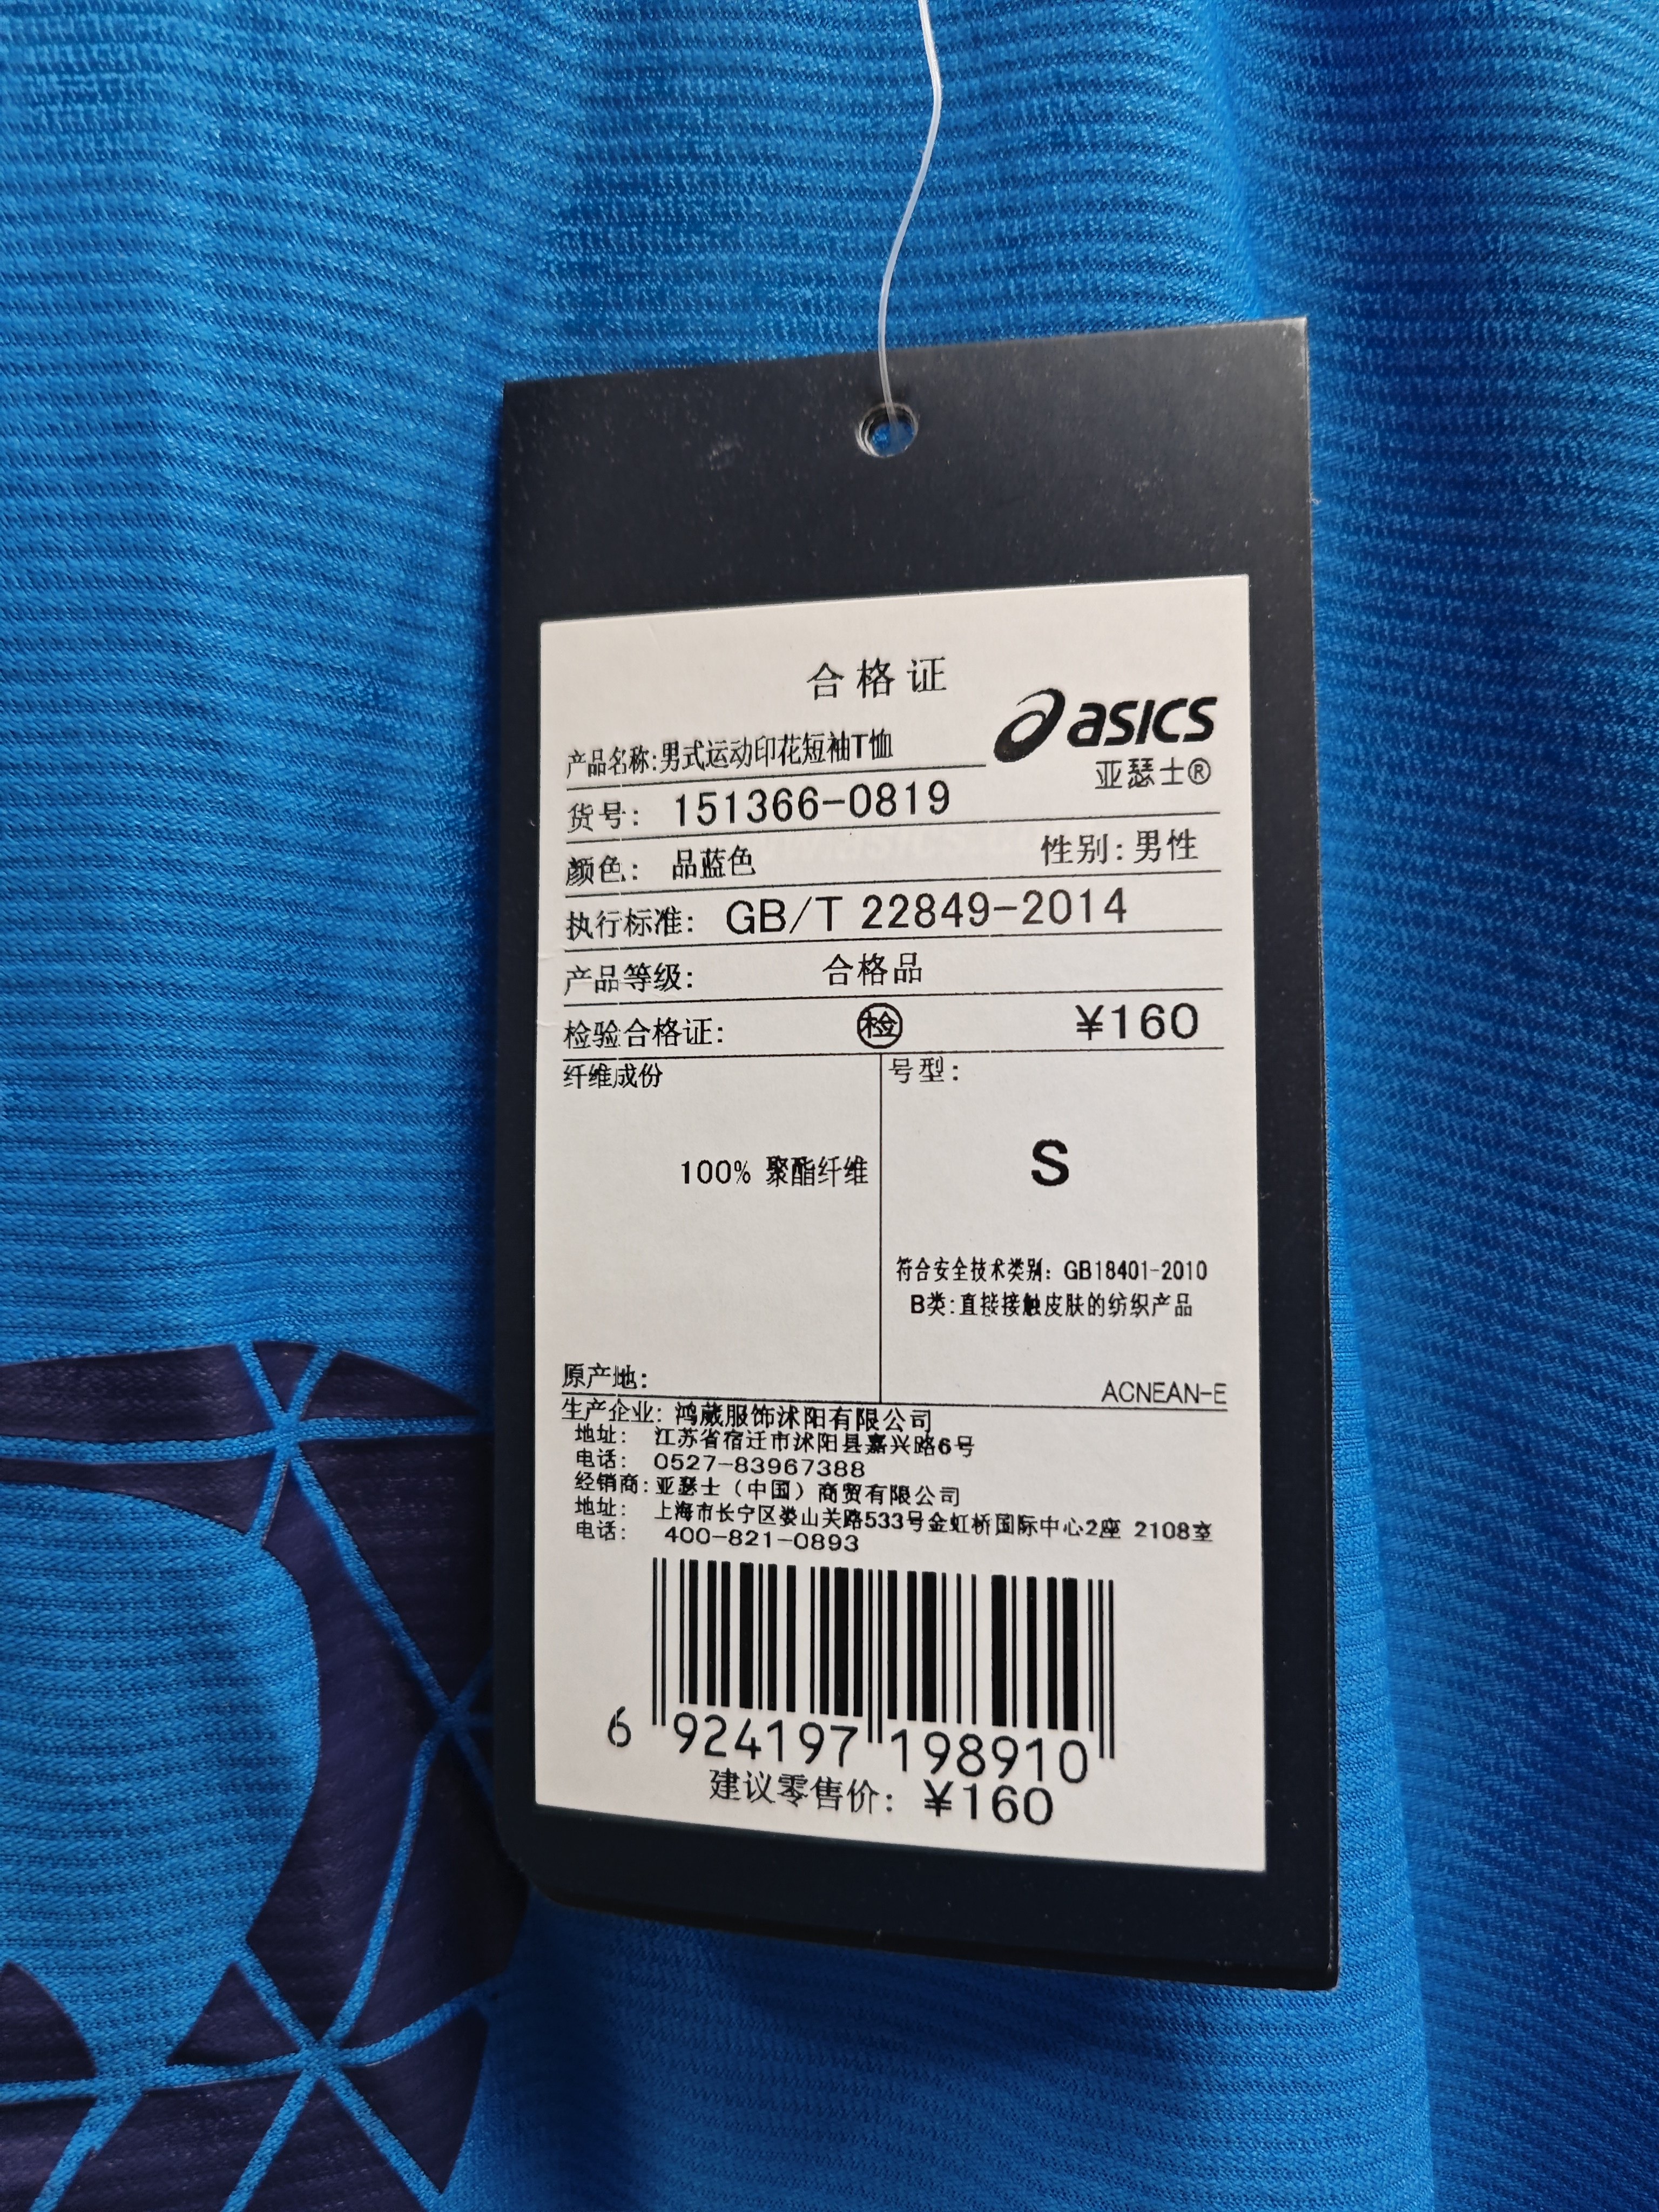 合格证
asics
亚瑟士®
产品名称:男式运动印花短袖T恤
货号: 151366-0819
颜色: 品蓝色 性别:男性
执行标准: GB/T 22849-2014
产品等级: 合格品
检验合格证: 检 ¥160
纤维成份
100% 聚酯纤维
号型:
S
符合安全技术类别: GB18401-2010
B类:直接接触皮肤的纺织产品
原产地:
ACNEAN-E
生产企业: 鸿葳服饰沭阳有限公司
地址: 江苏省宿迁市沭阳县嘉兴路6号
电话: 0527-83967388
经销商:亚瑟士（中国）商贸有限公司
地址: 上海市长宁区娄山关路533号金虹桥国际中心2座 2108室
电话: 400-821-0893
6 924197 198910
建议零售价: ¥160